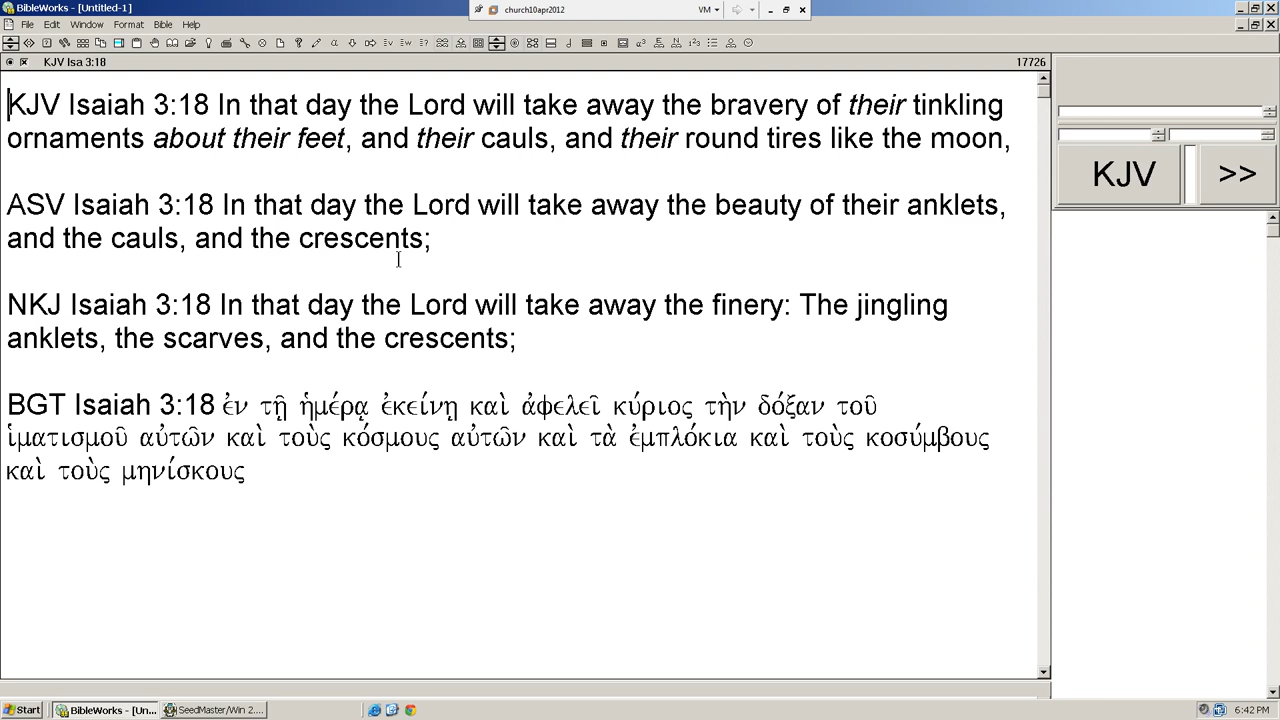 BibleWorks - [Untitled-1]
church10apr2012
VM
File Edit Window Format Bible Help
KJV Isa 3:18
17726
KJV Isaiah 3:18 In that day the Lord will take away the bravery of their tinkling
ornaments about their feet, and their cauls, and their round tires like the moon,
ASV Isaiah 3:18 In that day the Lord will take away the beauty of their anklets,
and the cauls, and the crescents;
NKJ Isaiah 3:18 In that day the Lord will take away the finery: The jingling
anklets, the scarves, and the crescents;
BGT Isaiah 3:18 ἐν τῇ ἡμέρᾳ ἐκείνῃ καὶ ἀφελεῖ κύριος τὴν δόξαν τοῦ
ἱματισμοῦ αὐτῶν καὶ τοὺς κόσμους αὐτῶν καὶ τὰ ἐμπλόκια καὶ τοὺς κοσύμβους
καὶ τοὺς μηνίσκους
KJV
>>
Start
BibleWorks - [Un...
SeedMaster/Win 2....
6:42 PM